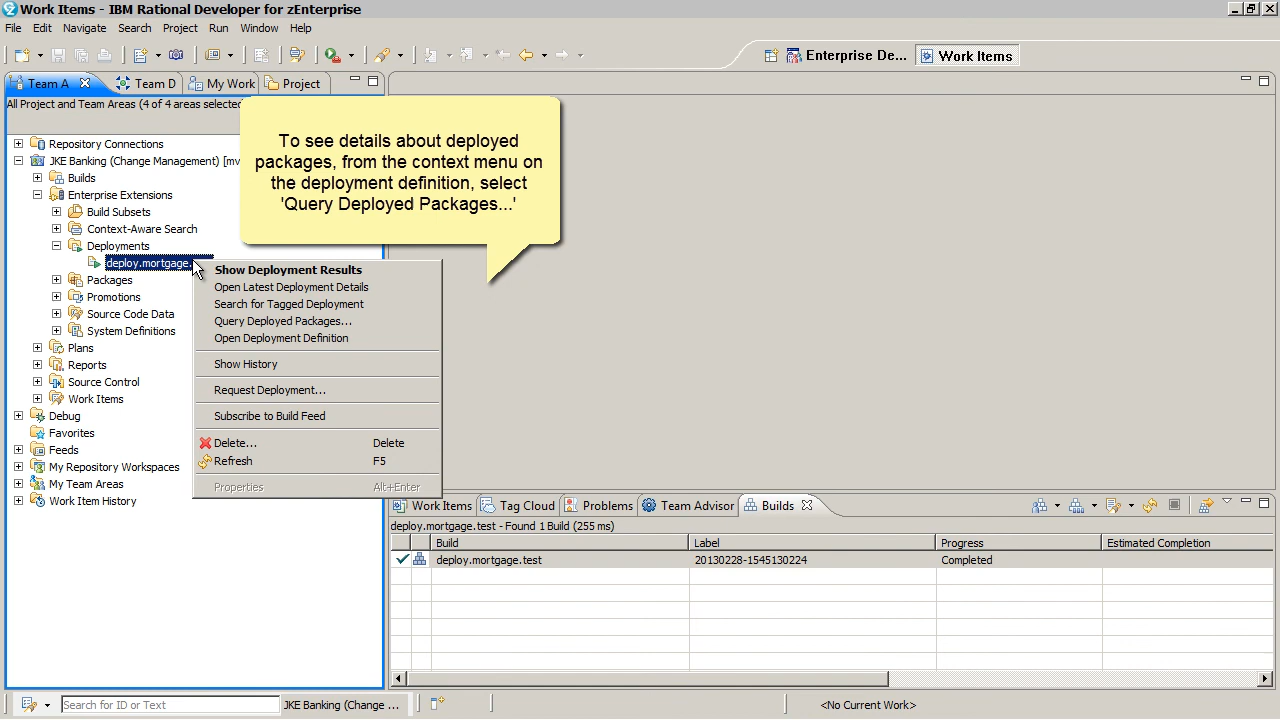 Work Items - IBM Rational Developer for zEnterprise
File Edit Navigate Search Project Run Window Help
Enterprise De... Work Items
Team A Team D My Work Project
All Project and Team Areas (4 of 4 areas selected
To see details about deployed
packages, from the context menu on
the deployment definition, select
'Query Deployed Packages...'
Repository Connections
JKE Banking (Change Management) [mv
Builds
Enterprise Extensions
Build Subsets
Context-Aware Search
Deployments
deploy.mortgage.
Packages
Promotions
Source Code Data
System Definitions
Plans
Reports
Source Control
Work Items
Debug
Favorites
Feeds
My Repository Workspaces
My Team Areas
Work Item History
Show Deployment Results
Open Latest Deployment Details
Search for Tagged Deployment
Query Deployed Packages...
Open Deployment Definition
Show History
Request Deployment...
Subscribe to Build Feed
Delete... Delete
Refresh F5
Properties Alt+Enter
Work Items Tag Cloud Problems Team Advisor Builds
deploy.mortgage.test - Found 1 Build (255 ms)
Build Label Progress Estimated Completion
deploy.mortgage.test 20130228-1545130224 Completed
Search for ID or Text JKE Banking (Change ... <No Current Work>